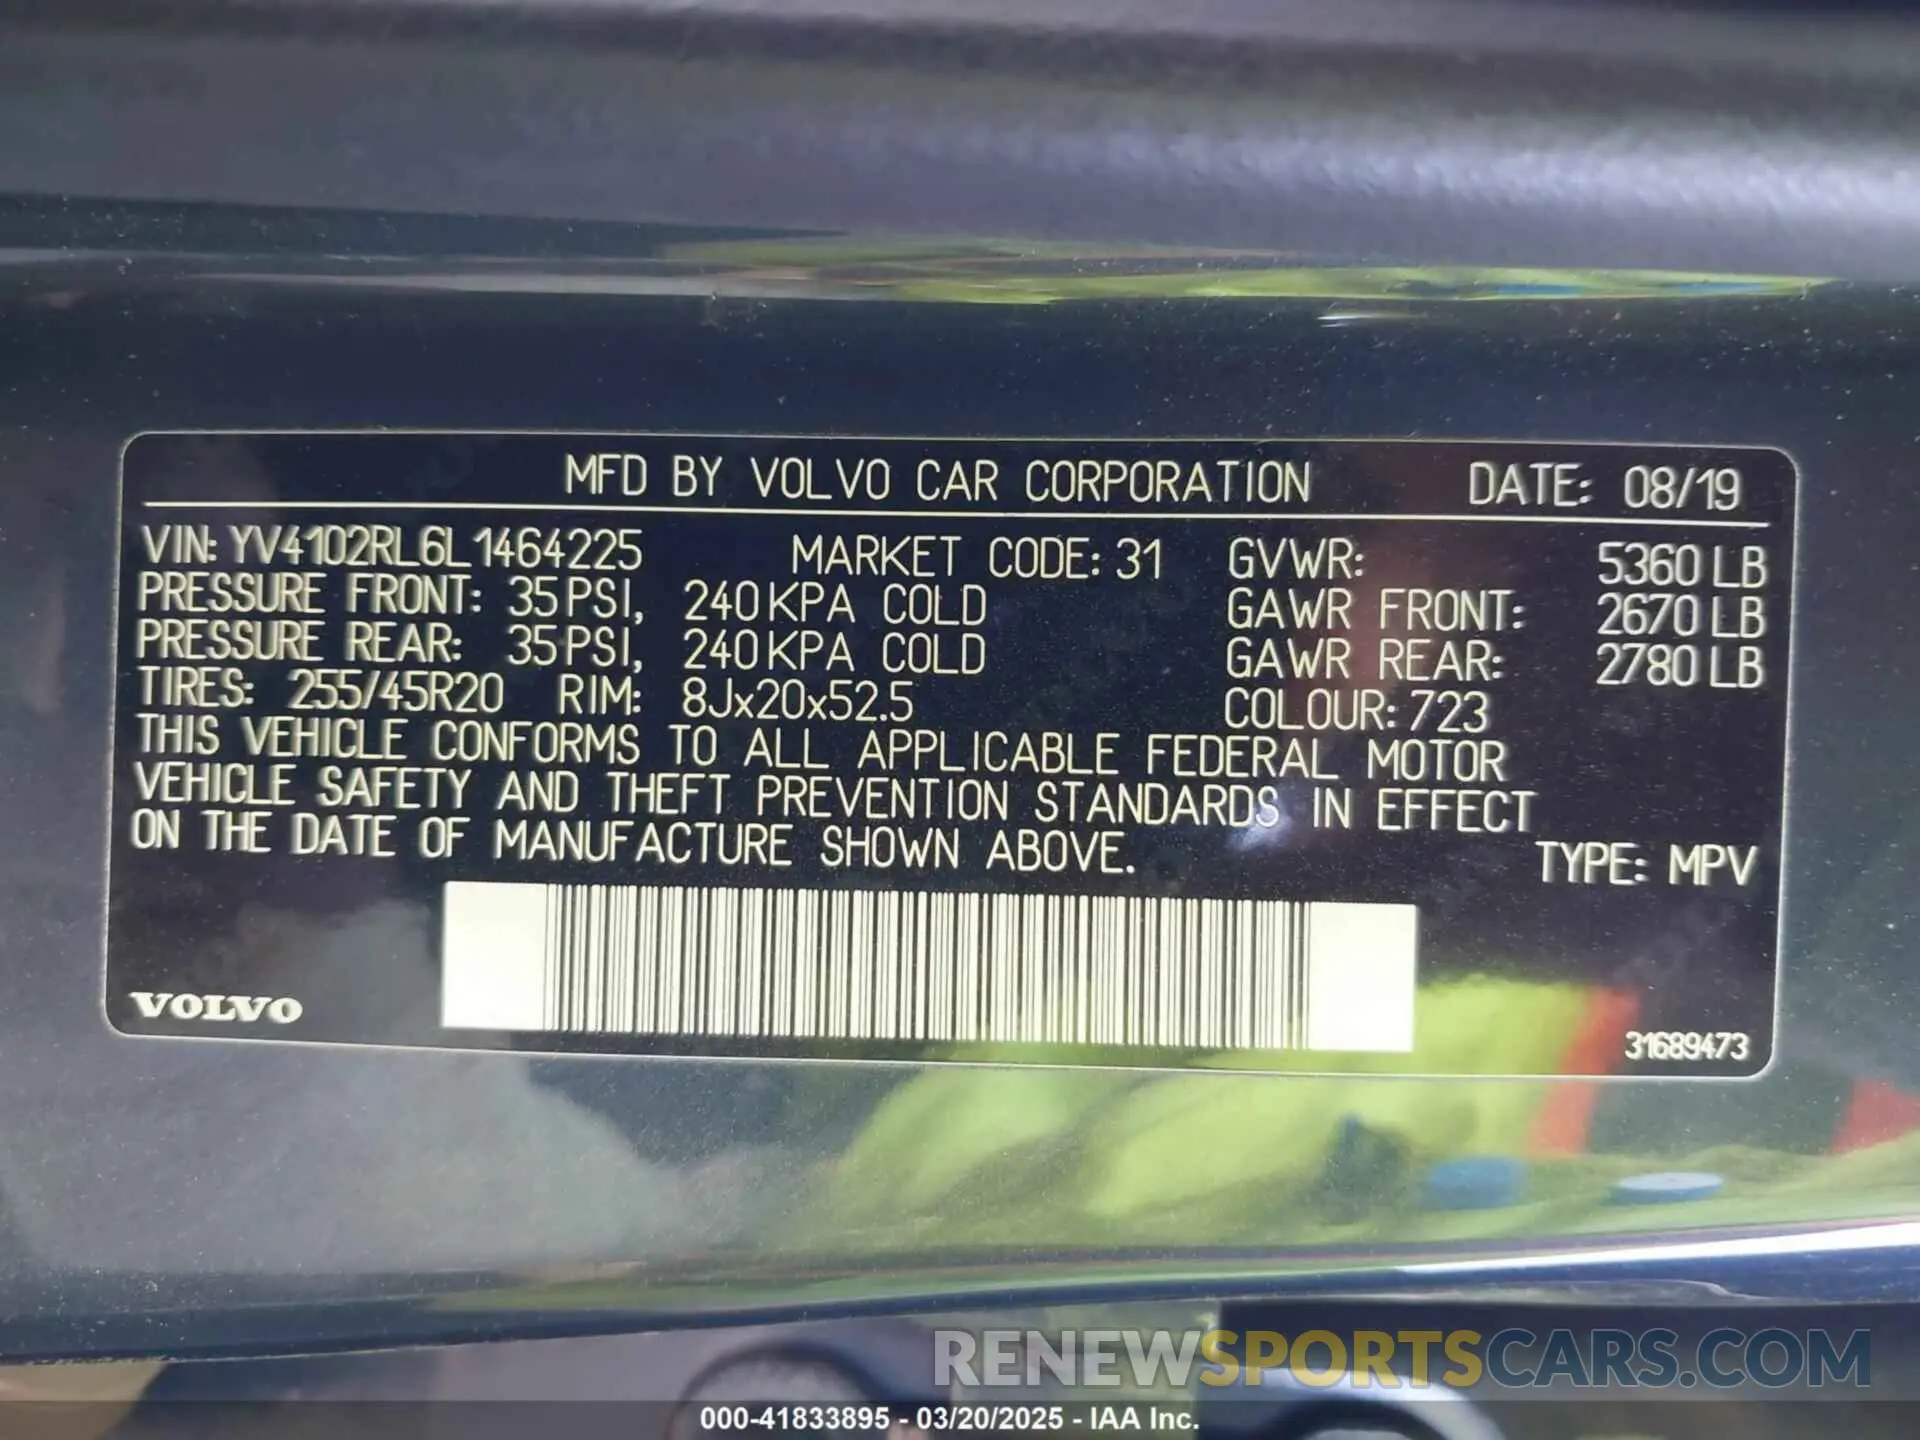 MFD BY VOLVO CAR CORPORATION DATE: 08/19
VIN: YV4102RL6L1464225 MARKET CODE: 31 GVWR: 5360 LB
PRESSURE FRONT: 35 PSI, 240 KPA COLD GAWR FRONT: 2670 LB
PRESSURE REAR: 35 PSI, 240 KPA COLD GAWR REAR: 2780 LB
TIRES: 255/45R20 RIM: 8Jx20x52.5 COLOUR: 723
THIS VEHICLE CONFORMS TO ALL APPLICABLE FEDERAL MOTOR
VEHICLE SAFETY AND THEFT PREVENTION STANDARDS IN EFFECT
ON THE DATE OF MANUFACTURE SHOWN ABOVE.
TYPE: MPV
VOLVO
31689473
RENEWSPORTSCARS.COM
000-41833895 - 03/20/2025 - IAA Inc.